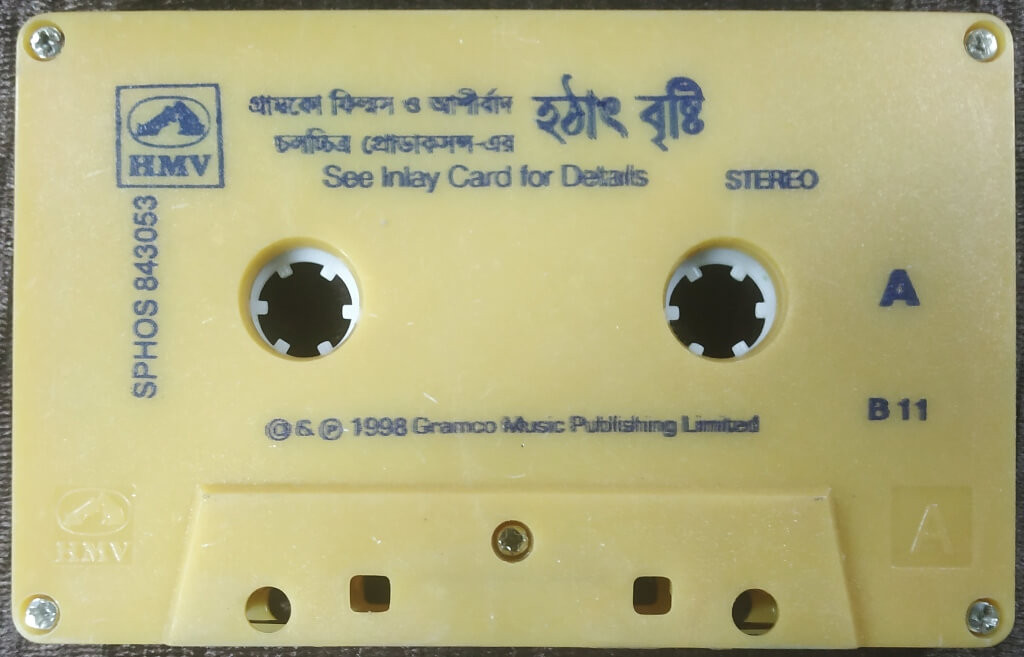 গ্রামকো ফিল্মস ও আশীর্বাদ
চলচ্চিত্র প্রোডাকসন্স-এর
হঠাৎ বৃষ্টি
HMV
See Inlay Card for Details
STEREO
SPHOS 843053
A
B 11
© & ℗ 1998 Gramco Music Publishing Limited
HMV
A